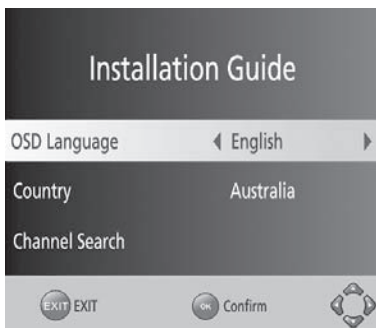 Installation Guide
OSD Language English
Country Australia
Channel Search
EXIT EXIT OK Confirm